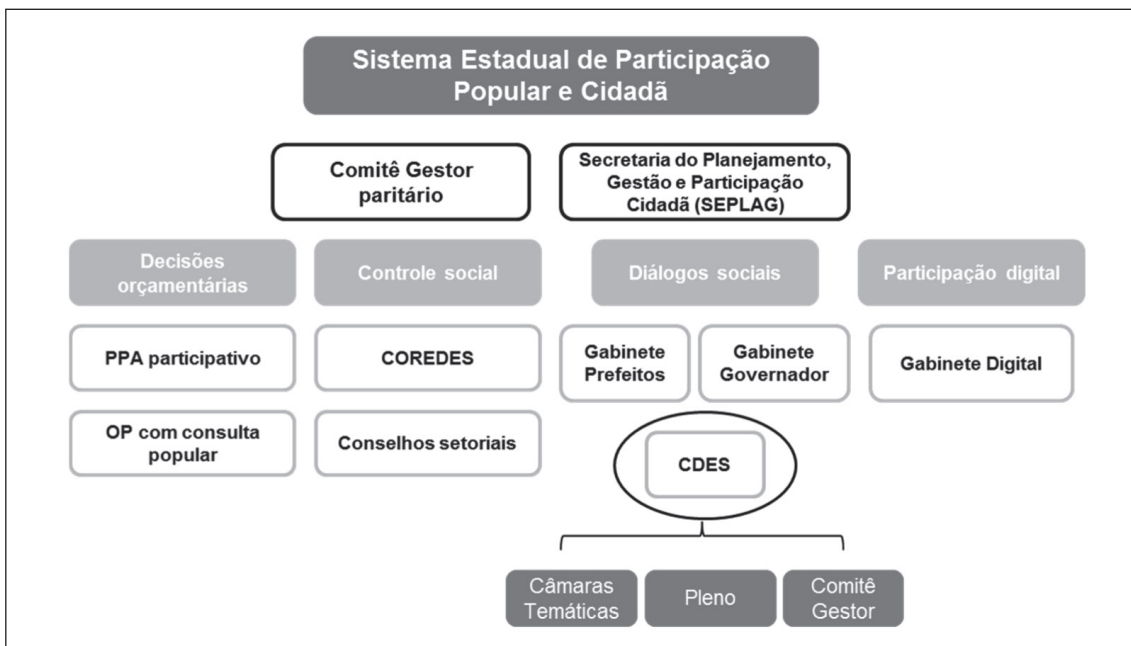 Sistema Estadual de Participação
Popular e Cidadã
Comitê Gestor
paritário
Secretaria do Planejamento,
Gestão e Participação
Cidadã (SEPLAG)
Decisões
orçamentárias
Controle social
Diálogos sociais
Participação digital
PPA participativo
COREDES
Gabinete
Prefeitos
Gabinete
Governador
Gabinete Digital
OP com consulta
popular
Conselhos setoriais
CDES
Câmaras
Temáticas
Pleno
Comitê
Gestor